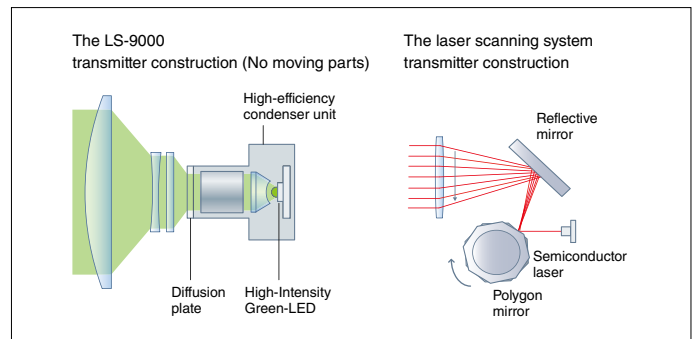 The LS-9000
transmitter construction (No moving parts)
High-efficiency
condenser unit
Diffusion
plate
High-Intensity
Green-LED
The laser scanning system
transmitter construction
Reflective
mirror
Semiconductor
laser
Polygon
mirror